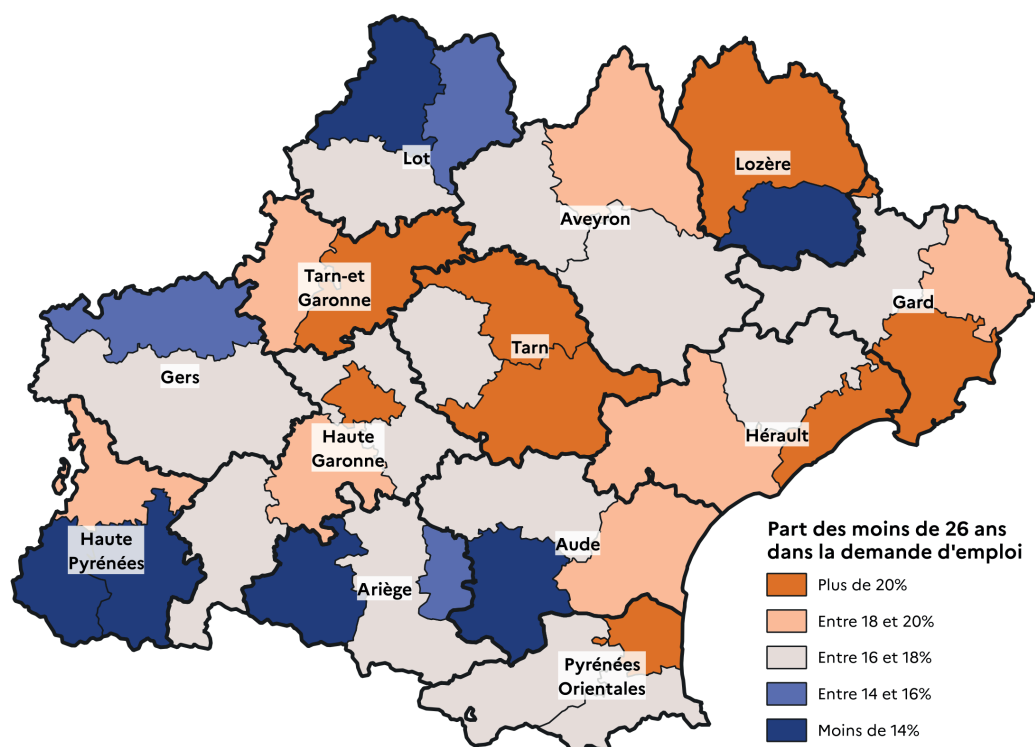 Lot
Lozère
Aveyron
Tarn-et
Garonne
Gard
Tarn
Gers
Haute
Garonne
Hérault
Haute
Pyrénées
Aude
Ariège
Pyrénées
Orientales
Part des moins de 26 ans
dans la demande d'emploi
Plus de 20%
Entre 18 et 20%
Entre 16 et 18%
Entre 14 et 16%
Moins de 14%